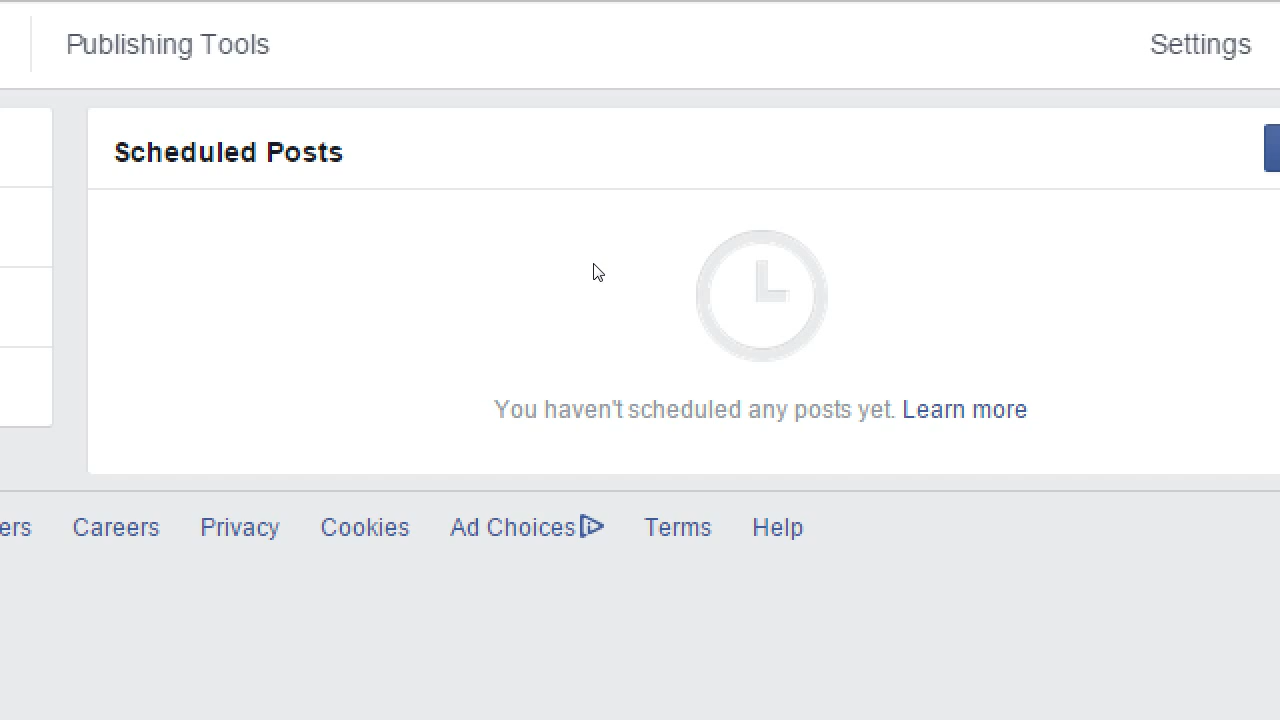 Publishing Tools Settings
Scheduled Posts
You haven't scheduled any posts yet. Learn more
ers Careers Privacy Cookies Ad Choices Terms Help